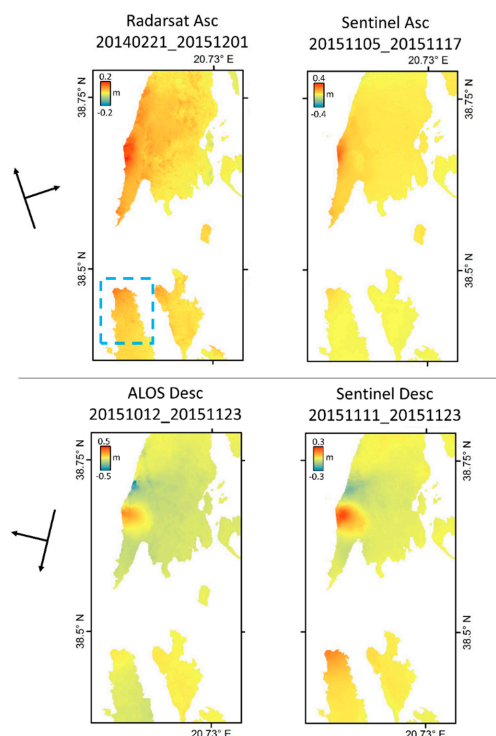 Radarsat Asc
20140221_20151201
20.73° E
Sentinel Asc
20151105_20151117
20.73° E
0.2
m
-0.2
38.75° N
38.5° N
0.4
m
-0.4
38.75° N
38.5° N
ALOS Desc
20151012_20151123
Sentinel Desc
20151111_20151123
0.5
m
-0.5
38.75° N
38.5° N
20.73° E
0.3
m
-0.3
38.75° N
38.5° N
20.73° E